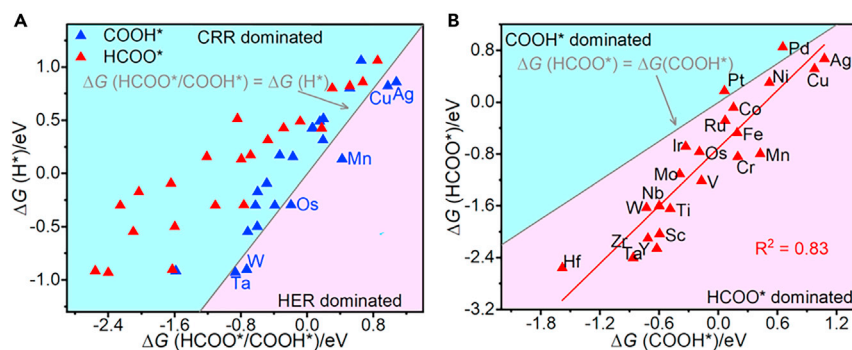 A
COOH*
HCOO*
CRR dominated
ΔG (HCOO*/COOH*) = ΔG (H*)
Cu
Ag
Mn
Os
W
Ta
HER dominated
1.0
0.5
0.0
-0.5
-1.0
ΔG (H*)/eV
-2.4
-1.6
-0.8
0.0
0.8
ΔG (HCOO*/COOH*)/eV
B
COOH* dominated
ΔG (HCOO*) = ΔG(COOH*)
Pd
Ag
Cu
Ni
Pt
Co
Ru
Fe
Ir
Os
Cr
Mn
Mo
V
Nb
W
Ti
Zr
Sc
Ta
Y
Hf
R² = 0.83
HCOO* dominated
0.8
0.0
-0.8
-1.6
-2.4
-3.2
ΔG (HCOO*)/eV
-1.8
-1.2
-0.6
0.0
0.6
1.2
ΔG (COOH*)/eV